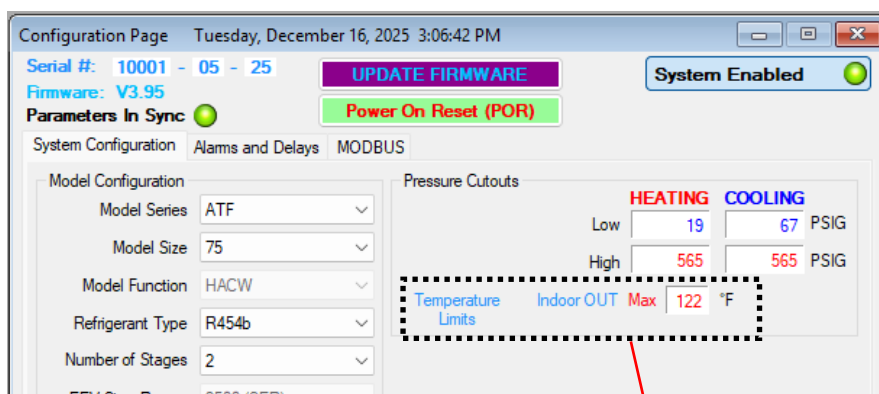 Configuration Page Tuesday, December 16, 2025 3:06:42 PM
Serial #: 10001 - 05 - 25
UPDATE FIRMWARE
System Enabled
Firmware: V3.95
Parameters In Sync
Power On Reset (POR)
System Configuration Alarms and Delays MODBUS
Model Configuration
Model Series ATF
Model Size 75
Model Function HACW
Refrigerant Type R454b
Number of Stages 2
Pressure Cutouts
HEATING COOLING
Low 19 67 PSIG
High 565 565 PSIG
Temperature Indoor OUT Max 122 °F
Limits